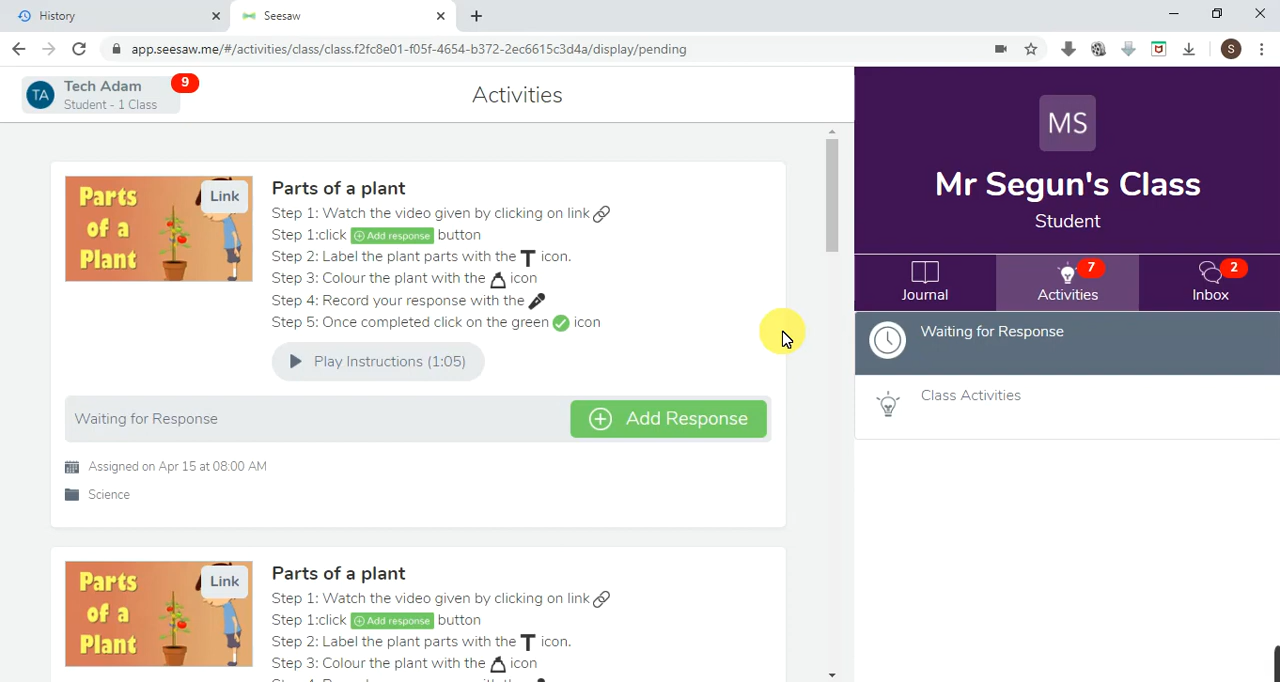 History
Seesaw
app.seesaw.me/#/activities/class/class.f2fc8e01-f05f-4654-b372-2ec6615c3d4a/display/pending
S
TA
Tech Adam
Student - 1 Class
9
Activities
Parts
of a
Plant
Link
Parts of a plant
Step 1: Watch the video given by clicking on link
Step 1:click Add response button
Step 2: Label the plant parts with the T icon.
Step 3: Colour the plant with the icon
Step 4: Record your response with the
Step 5: Once completed click on the green icon
Play Instructions (1:05)
Waiting for Response
Add Response
Assigned on Apr 15 at 08:00 AM
Science
Parts
of a
Plant
Link
Parts of a plant
Step 1: Watch the video given by clicking on link
Step 1:click Add response button
Step 2: Label the plant parts with the T icon.
Step 3: Colour the plant with the icon
MS
Mr Segun's Class
Student
Journal
7
Activities
2
Inbox
Waiting for Response
Class Activities